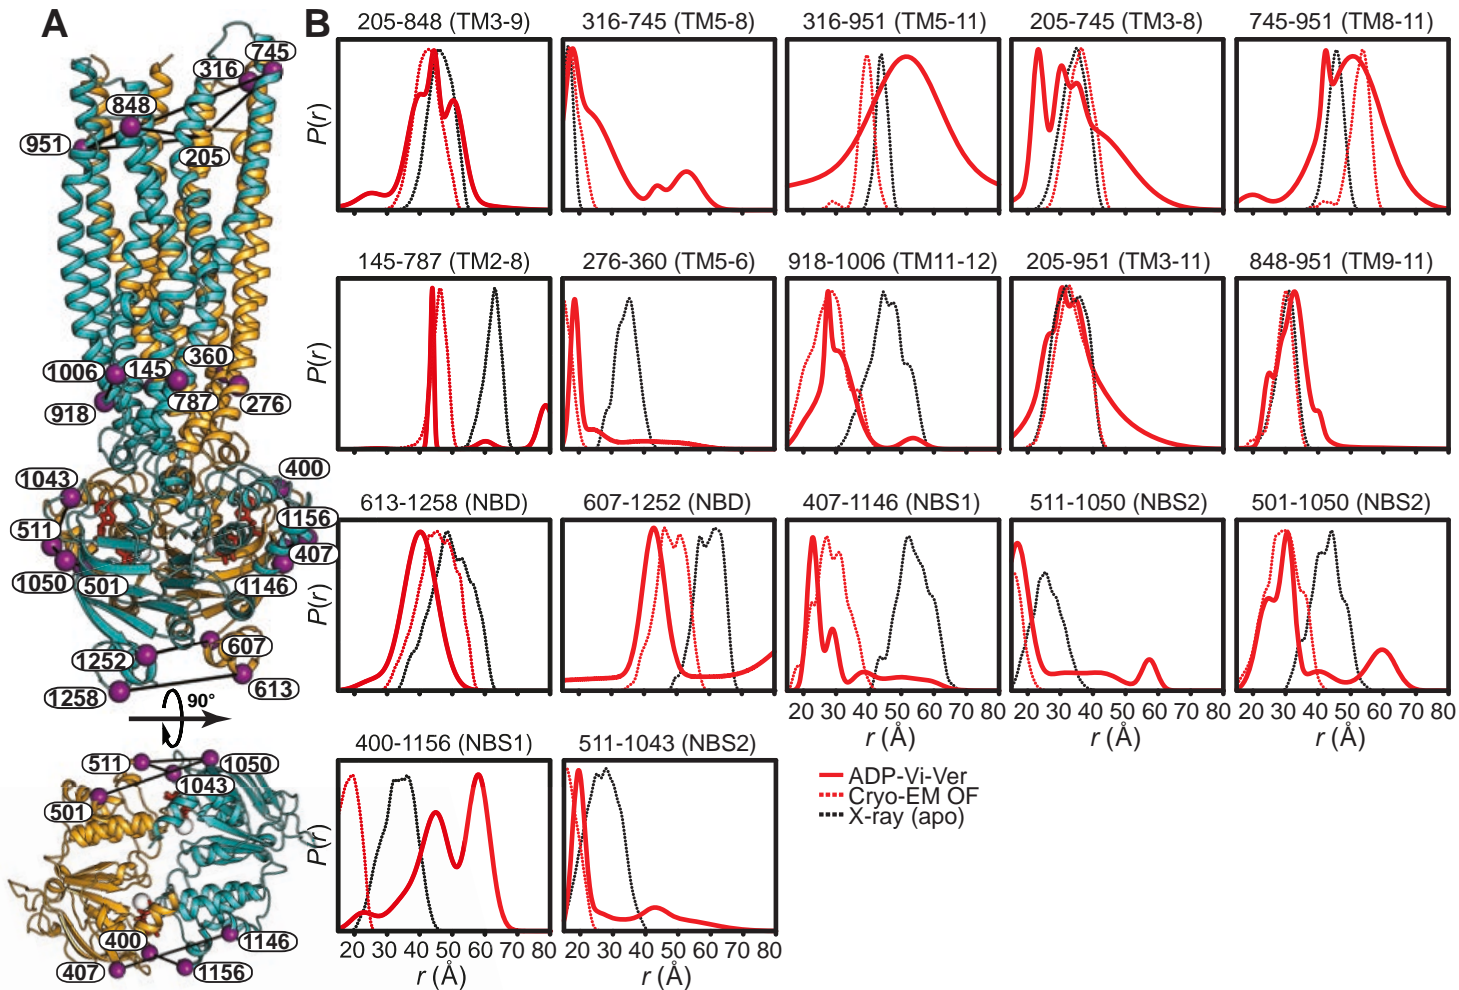 A
745
316
848
951
205
1006
145
360
918
787
276
1043
400
511
1156
407
1050
501
1146
1252
607
1258
613
90°
511
1050
1043
501
400
1146
407
1156
B
205-848 (TM3-9)
316-745 (TM5-8)
316-951 (TM5-11)
205-745 (TM3-8)
745-951 (TM8-11)
P(r)
145-787 (TM2-8)
276-360 (TM5-6)
918-1006 (TM11-12)
205-951 (TM3-11)
848-951 (TM9-11)
P(r)
613-1258 (NBD)
607-1252 (NBD)
407-1146 (NBS1)
511-1050 (NBS2)
501-1050 (NBS2)
P(r)
20 30 40 50 60 70 80
20 30 40 50 60 70 80
20 30 40 50 60 70 80
r (Å)
r (Å)
r (Å)
400-1156 (NBS1)
511-1043 (NBS2)
P(r)
20 30 40 50 60 70 80
20 30 40 50 60 70 80
r (Å)
r (Å)
ADP-Vi-Ver
Cryo-EM OF
X-ray (apo)